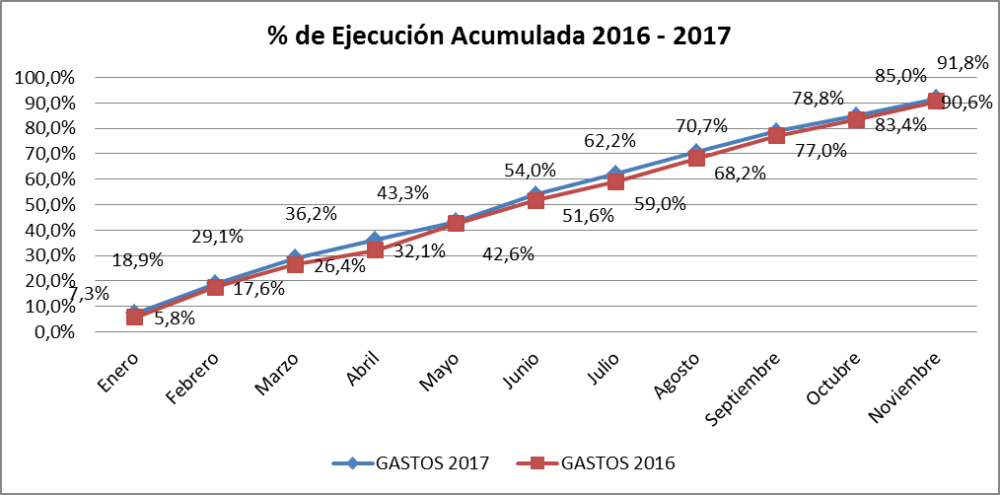 % de Ejecución Acumulada 2016 - 2017
100,0%
90,0%
80,0%
70,0%
60,0%
50,0%
40,0%
30,0%
20,0%
10,0%
0,0%
7,3%
18,9%
29,1%
36,2%
43,3%
54,0%
62,2%
70,7%
78,8%
85,0%
91,8%
5,8%
17,6%
26,4%
32,1%
42,6%
51,6%
59,0%
68,2%
77,0%
83,4%
90,6%
Enero
Febrero
Marzo
Abril
Mayo
Junio
Julio
Agosto
Septiembre
Octubre
Noviembre
GASTOS 2017
GASTOS 2016